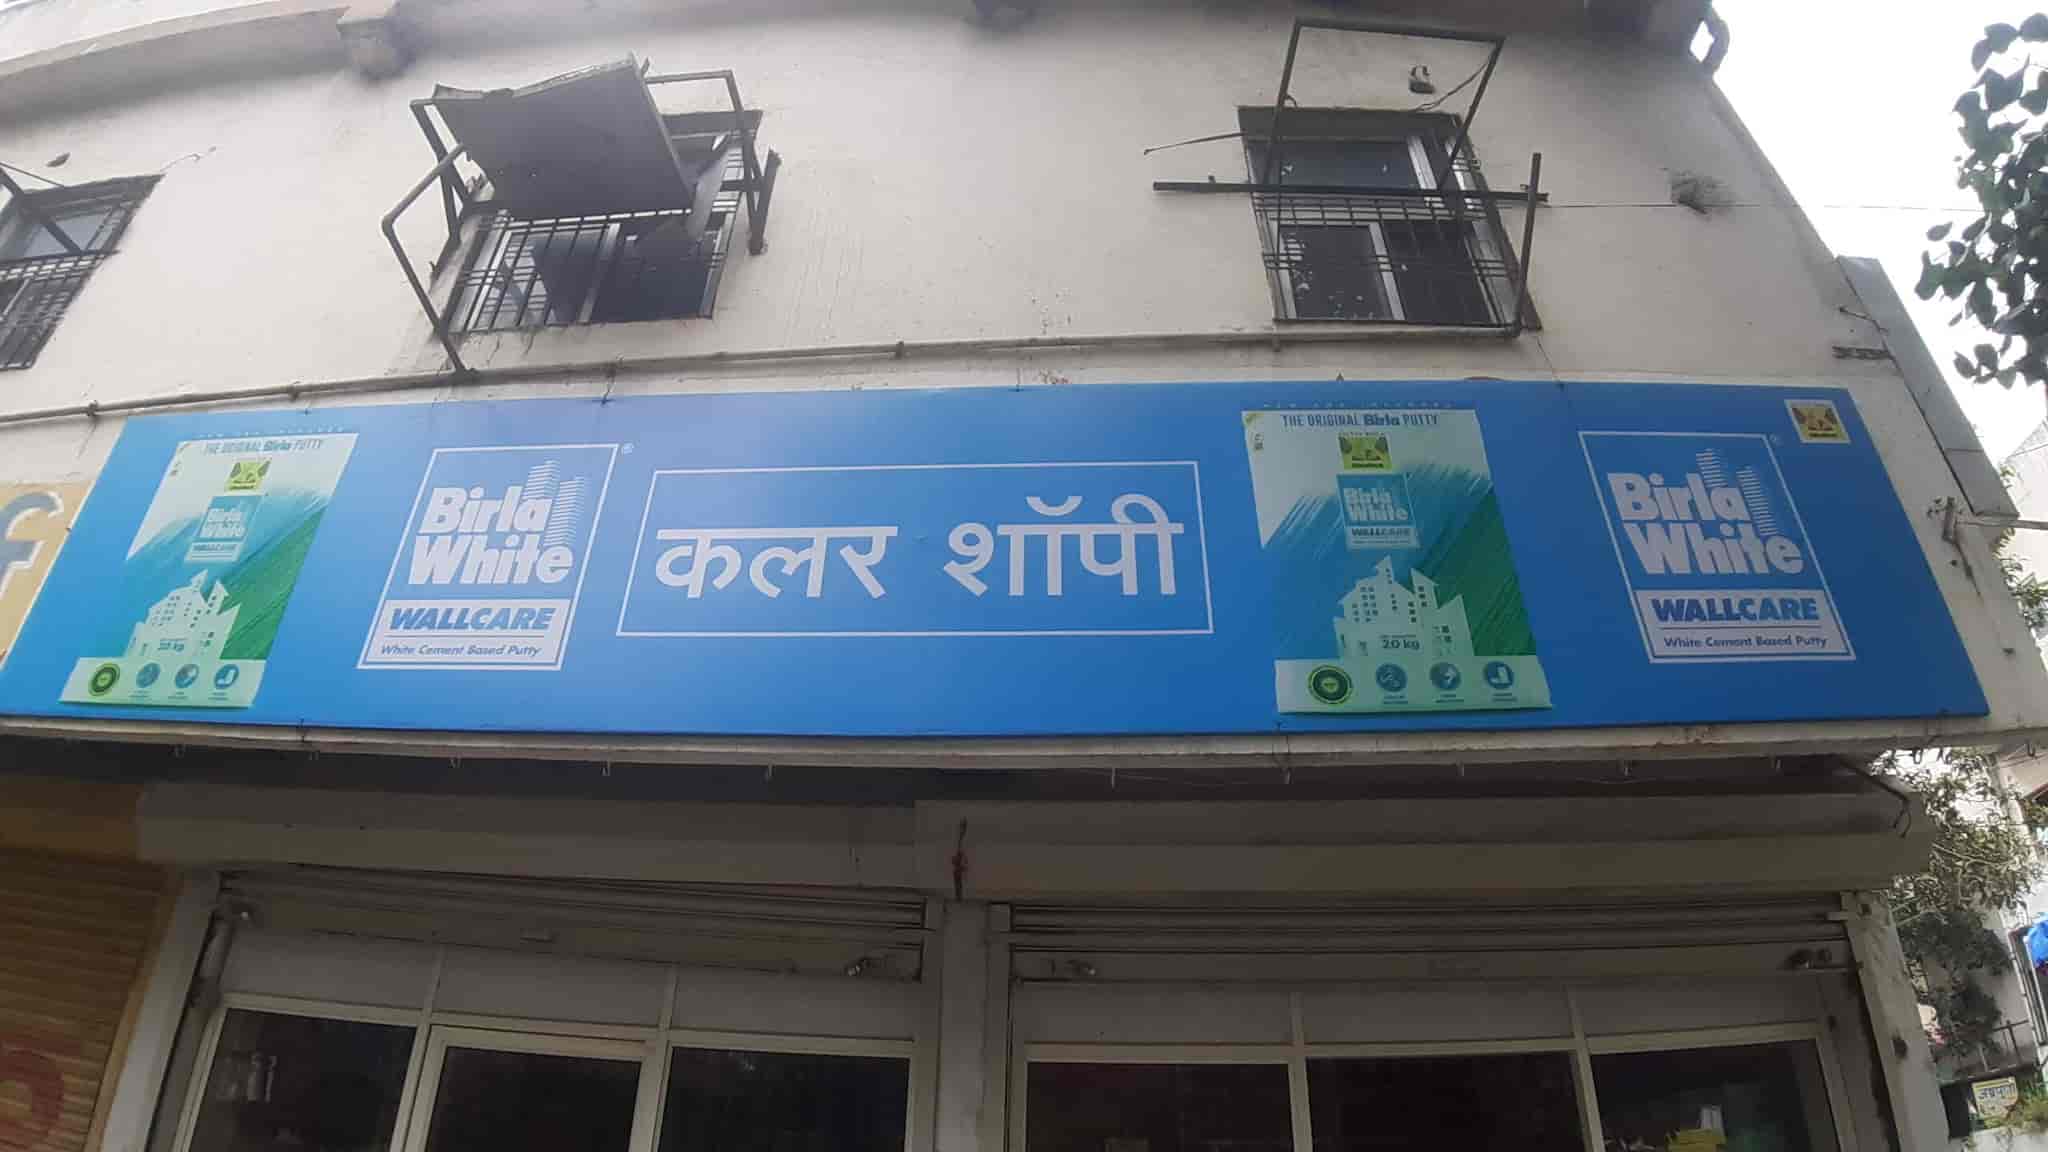 THE ORIGINAL Birla PUTTY
Birla
White
20 kg
Birla
White
WALLCARE
White Cement Based Putty
कलर शॉपी
THE ORIGINAL Birla PUTTY
Birla
White
WALLCARE
20 kg
Birla
White
WALLCARE
White Cement Based Putty